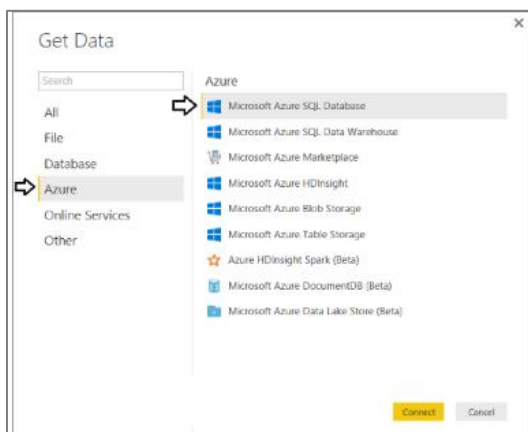 Get Data
Search
All
File
Database
Azure
Online Services
Other
Azure
Microsoft Azure SQL Database
Microsoft Azure SQL Data Warehouse
Microsoft Azure Marketplace
Microsoft Azure HDInsight
Microsoft Azure Blob Storage
Microsoft Azure Table Storage
Azure HDInsight Spark (Beta)
Microsoft Azure DocumentDB (Beta)
Microsoft Azure Data Lake Store (Beta)
Connect
Cancel